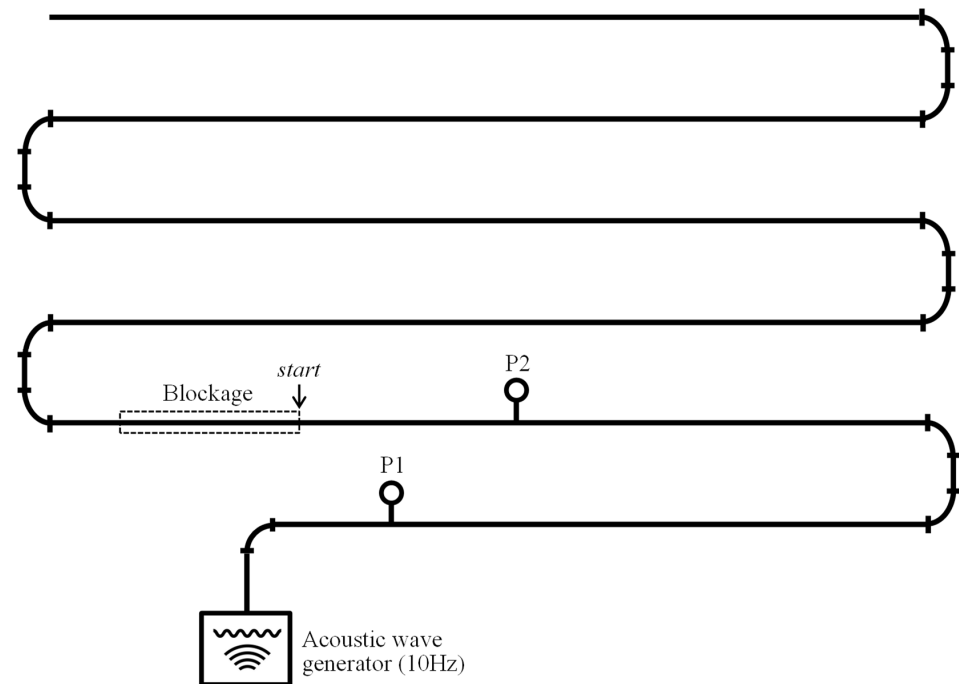 start
Blockage
P2
P1
Acoustic wave
generator (10Hz)